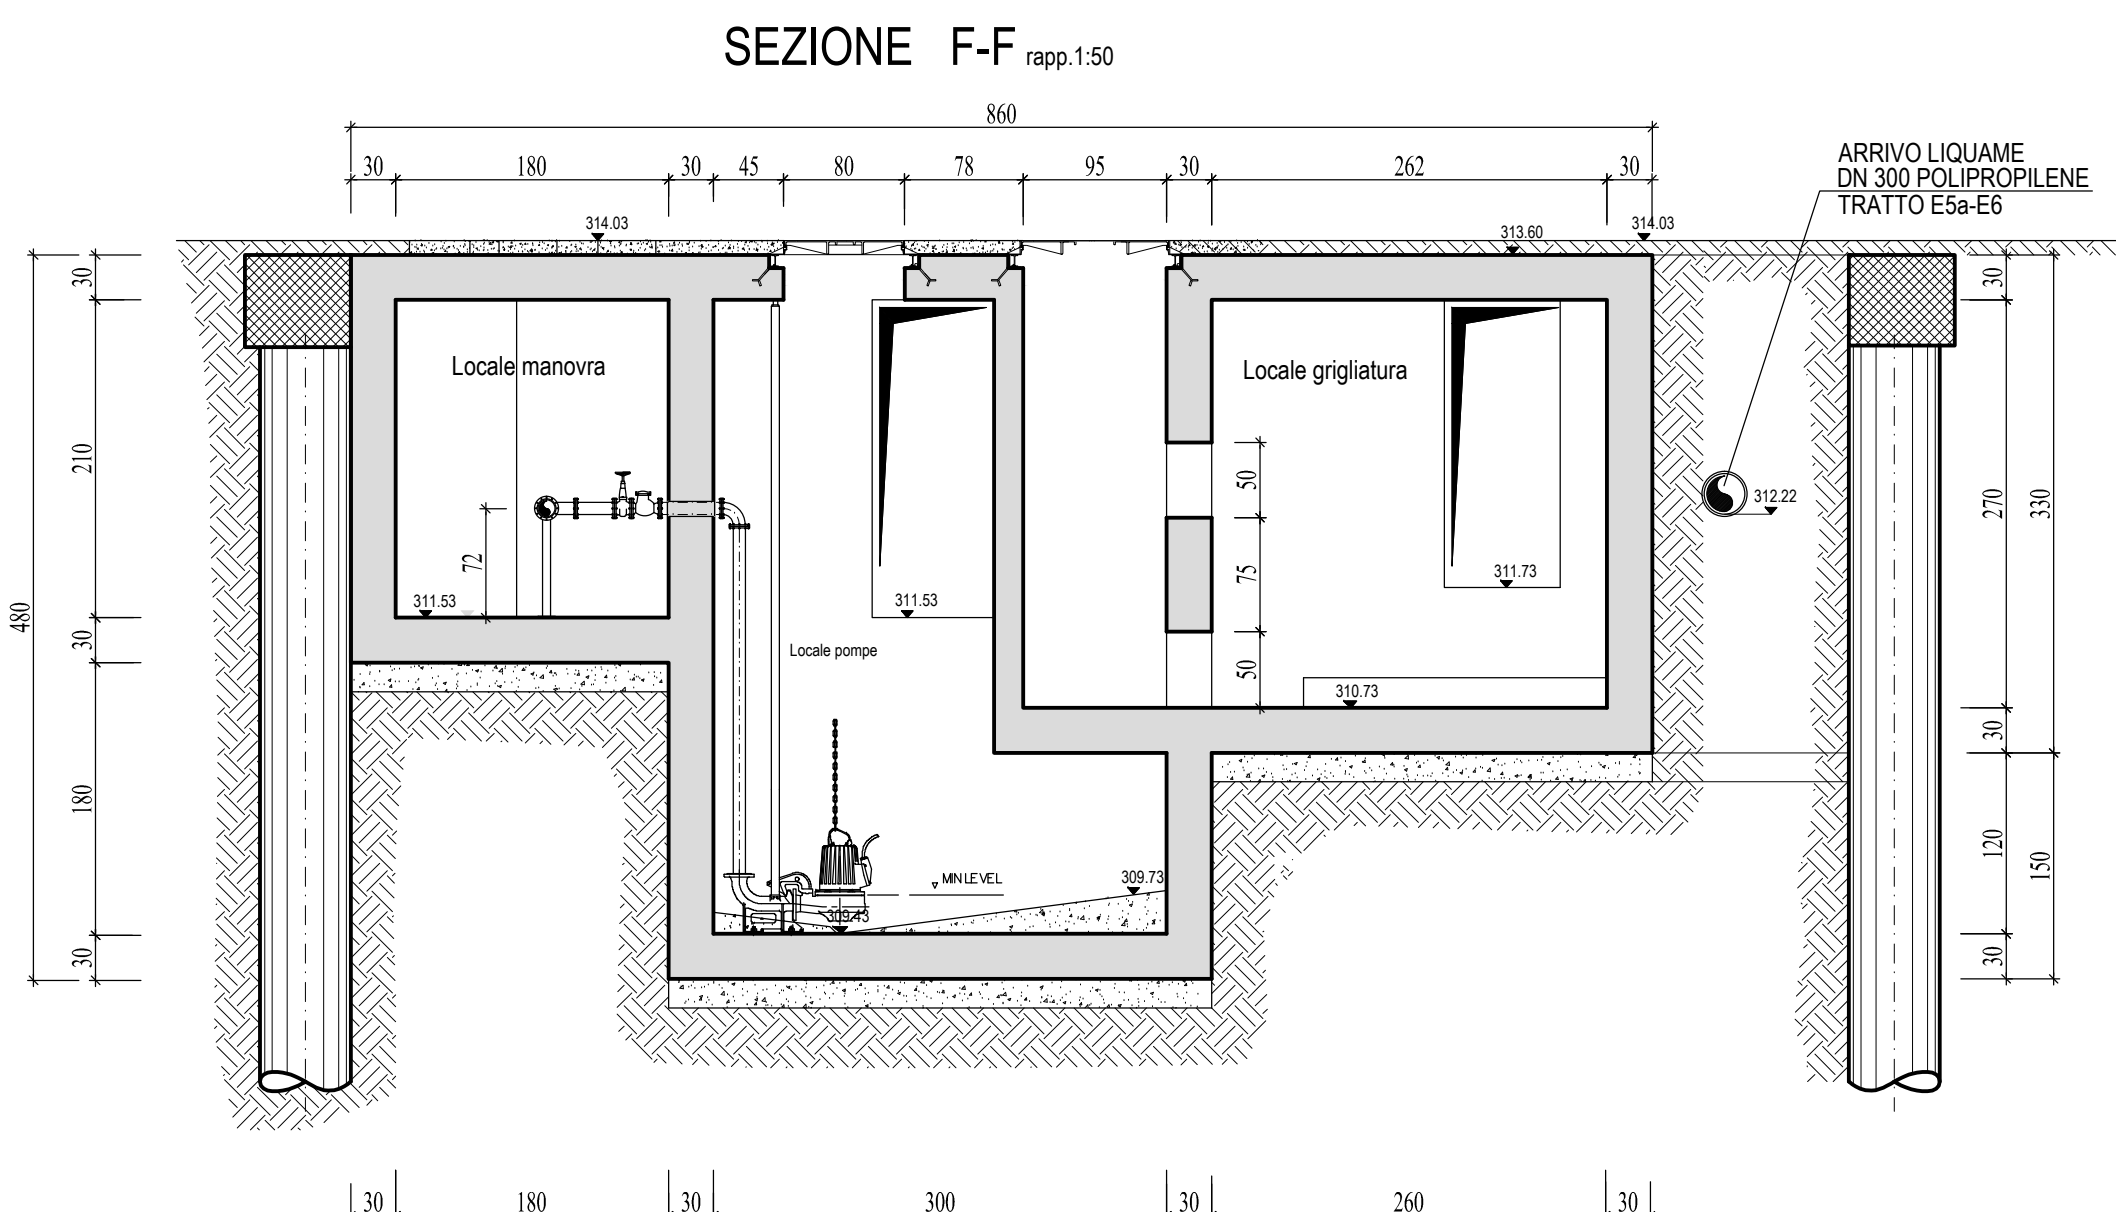 SEZIONE F-F rapp.1:50
860
30 180 30 45 80 78 95 30 262 30
ARRIVO LIQUAME
DN 300 POLIPROPILENE
TRATTO E5a-E6
314.03
313.60
314.03
30
30
Locale manovra
Locale grigliatura
210
50
312.22
270
330
72
75
311.73
311.53
311.53
480
30
Locale pompe
50
310.73
30
180
120
150
MIN LEVEL
309.73
309.43
30
30
30 180 30 300 30 260 30